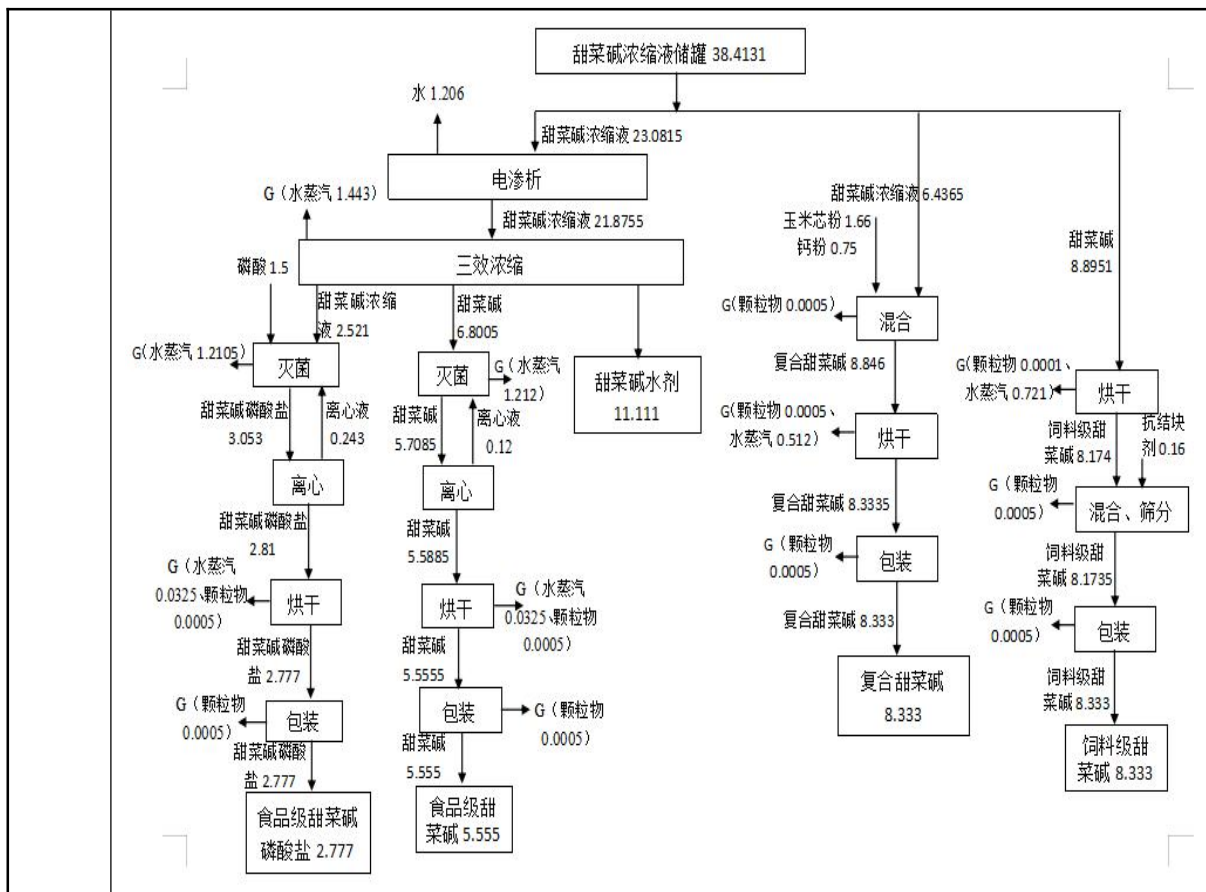 甜菜碱浓缩液储罐 38.4131
水 1.206
甜菜碱浓缩液 23.0815
电渗析
G（水蒸汽 1.443)
甜菜碱浓缩液 21.8755
三效浓缩
磷酸 1.5
甜菜碱浓缩
液 2.521
G(水蒸汽 1.2105)
灭菌
甜菜碱磷酸盐
3.053
离心液
0.243
离心
甜菜碱磷酸盐
2.81
G（水蒸汽
0.0325、颗粒物
0.0005）
烘干
甜菜碱磷酸
盐 2.777
G（颗粒物
0.0005）
包装
甜菜碱磷酸
盐 2.777
食品级甜菜碱
磷酸盐 2.777
甜菜碱
6.8005
灭菌
G（水蒸汽
1.212）
甜菜碱
5.7085
离心液
0.12
离心
甜菜碱
5.5885
烘干
G（水蒸汽
0.0325、颗粒物
0.0005）
甜菜碱
5.5555
包装
G（颗粒物
0.0005）
甜菜碱
5.555
食品级甜
菜碱 5.555
甜菜碱水剂
11.111
甜菜碱浓缩液 6.4365
玉米芯粉 1.66
钙粉 0.75
G(颗粒物 0.0005）
混合
复合甜菜碱 8.846
G(颗粒物 0.0005、
水蒸汽 0.512）
烘干
复合甜菜碱 8.3335
G（颗粒物
0.0005）
包装
复合甜菜碱 8.333
复合甜菜碱
8.333
甜菜碱
8.8951
G(颗粒物 0.0001、
水蒸汽 0.721)
烘干
饲料级甜
菜碱 8.174
抗结块
剂 0.16
G（颗粒物
0.0005）
混合、筛分
饲料级甜
菜碱 8.1735
G（颗粒物
0.0005）
包装
饲料级甜
菜碱 8.333
饲料级甜
菜碱 8.333